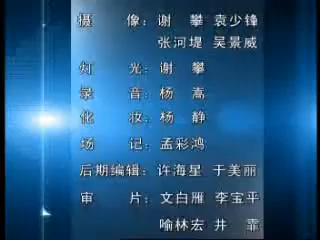 摄 像：谢 攀 袁少锋
张河堤 吴景威
灯 光：谢 攀
录 音：杨 嵩
化 妆：杨 静
场 记：孟彩鸿
后期编辑：许海星 于美丽
审 片：文白雁 李宝平
喻林宏 井 霏